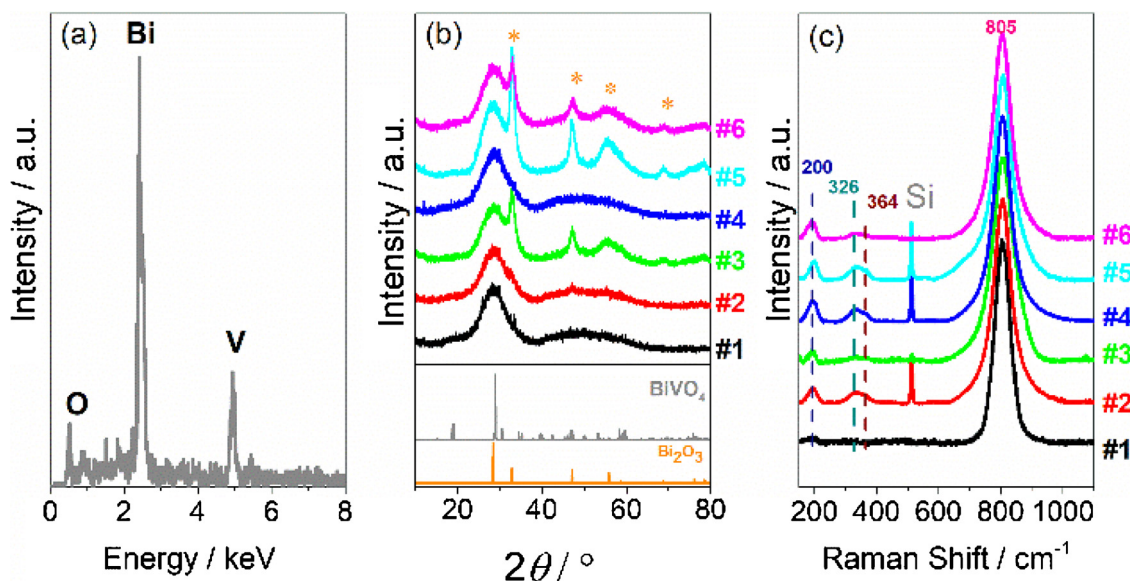 (a)
Bi
V
O
Intensity / a.u.
0 2 4 6 8
Energy / keV
(b)
* * * *
#6
#5
#4
#3
#2
#1
BiVO₄
Bi₂O₃
Intensity / a.u.
20 40 60 80
2θ / °
(c)
805
200
326
364
Si
#6
#5
#4
#3
#2
#1
Intensity / a.u.
200 400 600 800 1000
Raman Shift / cm⁻¹